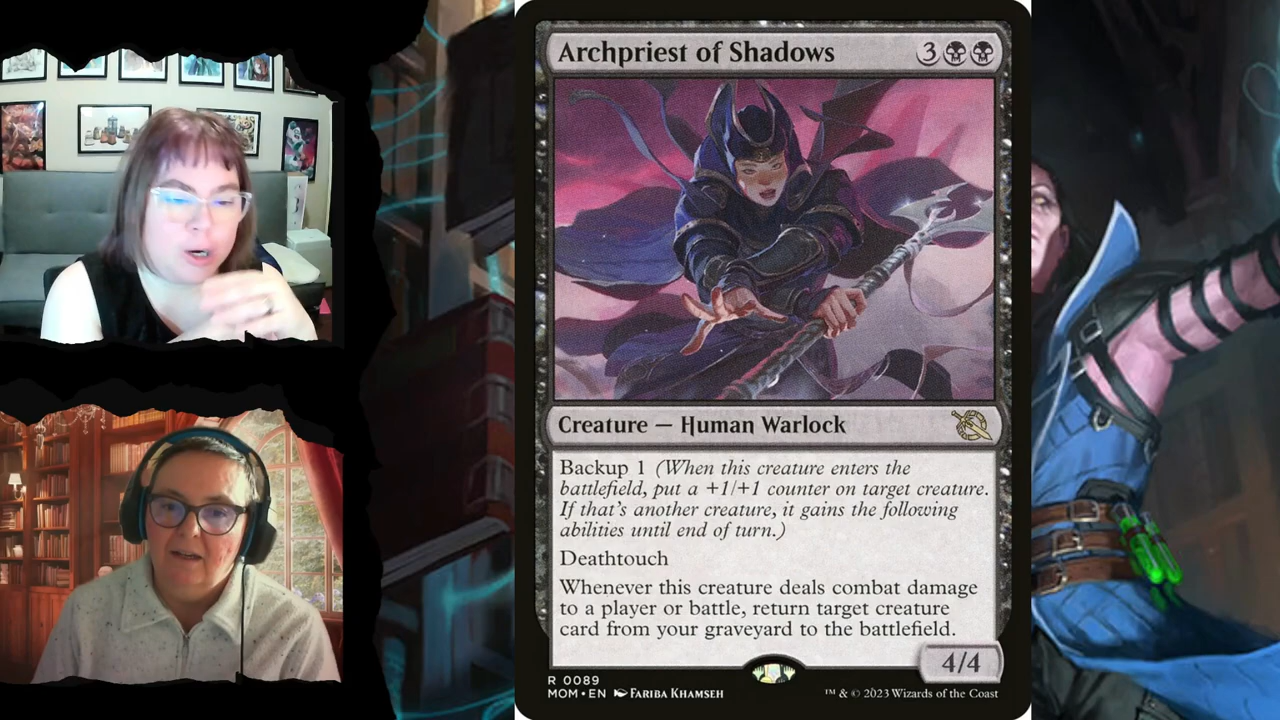 Archpriest of Shadows 3
Creature — Human Warlock
Backup 1 (When this creature enters the
battlefield, put a +1/+1 counter on target creature.
If that's another creature, it gains the following
abilities until end of turn.)
Deathtouch
Whenever this creature deals combat damage
to a player or battle, return target creature
card from your graveyard to the battlefield.
4/4
R 0089
MOM • EN Fariba Khamseh
™ & © 2023 Wizards of the Coast